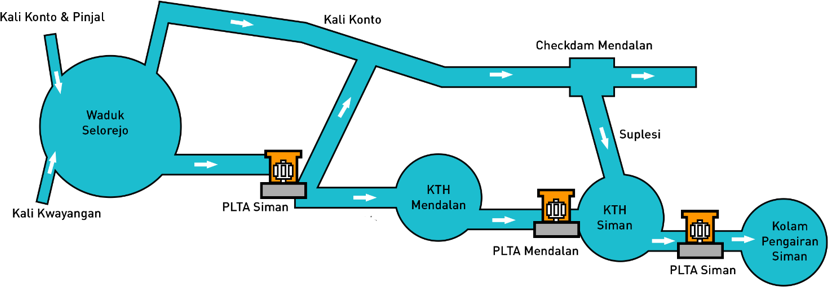 Kali Konto & Pinjal
Kali Konto
Checkdam Mendalan
Waduk
Selorejo
Suplesi
PLTA Siman
Kali Kwayangan
KTH
Mendalan
KTH
Siman
PLTA Mendalan
Kolam
Pengairan
Siman
PLTA Siman